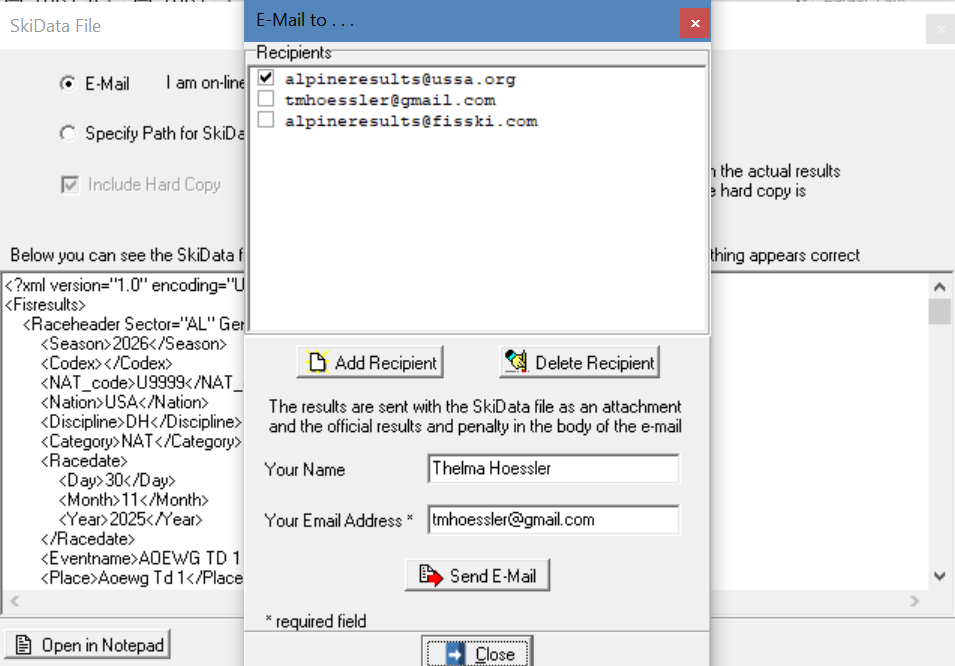 SkiData File
E-Mail to . . .
Recipients
alpineresults@ussa.org
tmhoessler@gmail.com
alpineresults@fisski.com
E-Mail I am on-line
Specify Path for SkiDa
Include Hard Copy
the actual results
hard copy is
Below you can see the SkiData f
thing appears correct
<?xml version="1.0" encoding="U
<Fisresults>
<Raceheader Sector="AL" Ger
<Season>2026</Season>
<Codex></Codex>
<NAT_code>U9999</NAT_
<Nation>USA</Nation>
<Discipline>DH</Discipline>
<Category>NAT</Category>
<Racedate>
<Day>30</Day>
<Month>11</Month>
<Year>2025</Year>
</Racedate>
<Eventname>AOEWG TD 1
<Place>Aoewg Td 1</Place
Add Recipient Delete Recipient
The results are sent with the SkiData file as an attachment
and the official results and penalty in the body of the e-mail
Your Name Thelma Hoessler
Your Email Address * tmhoessler@gmail.com
Send E-Mail
* required field
Open in Notepad
Close